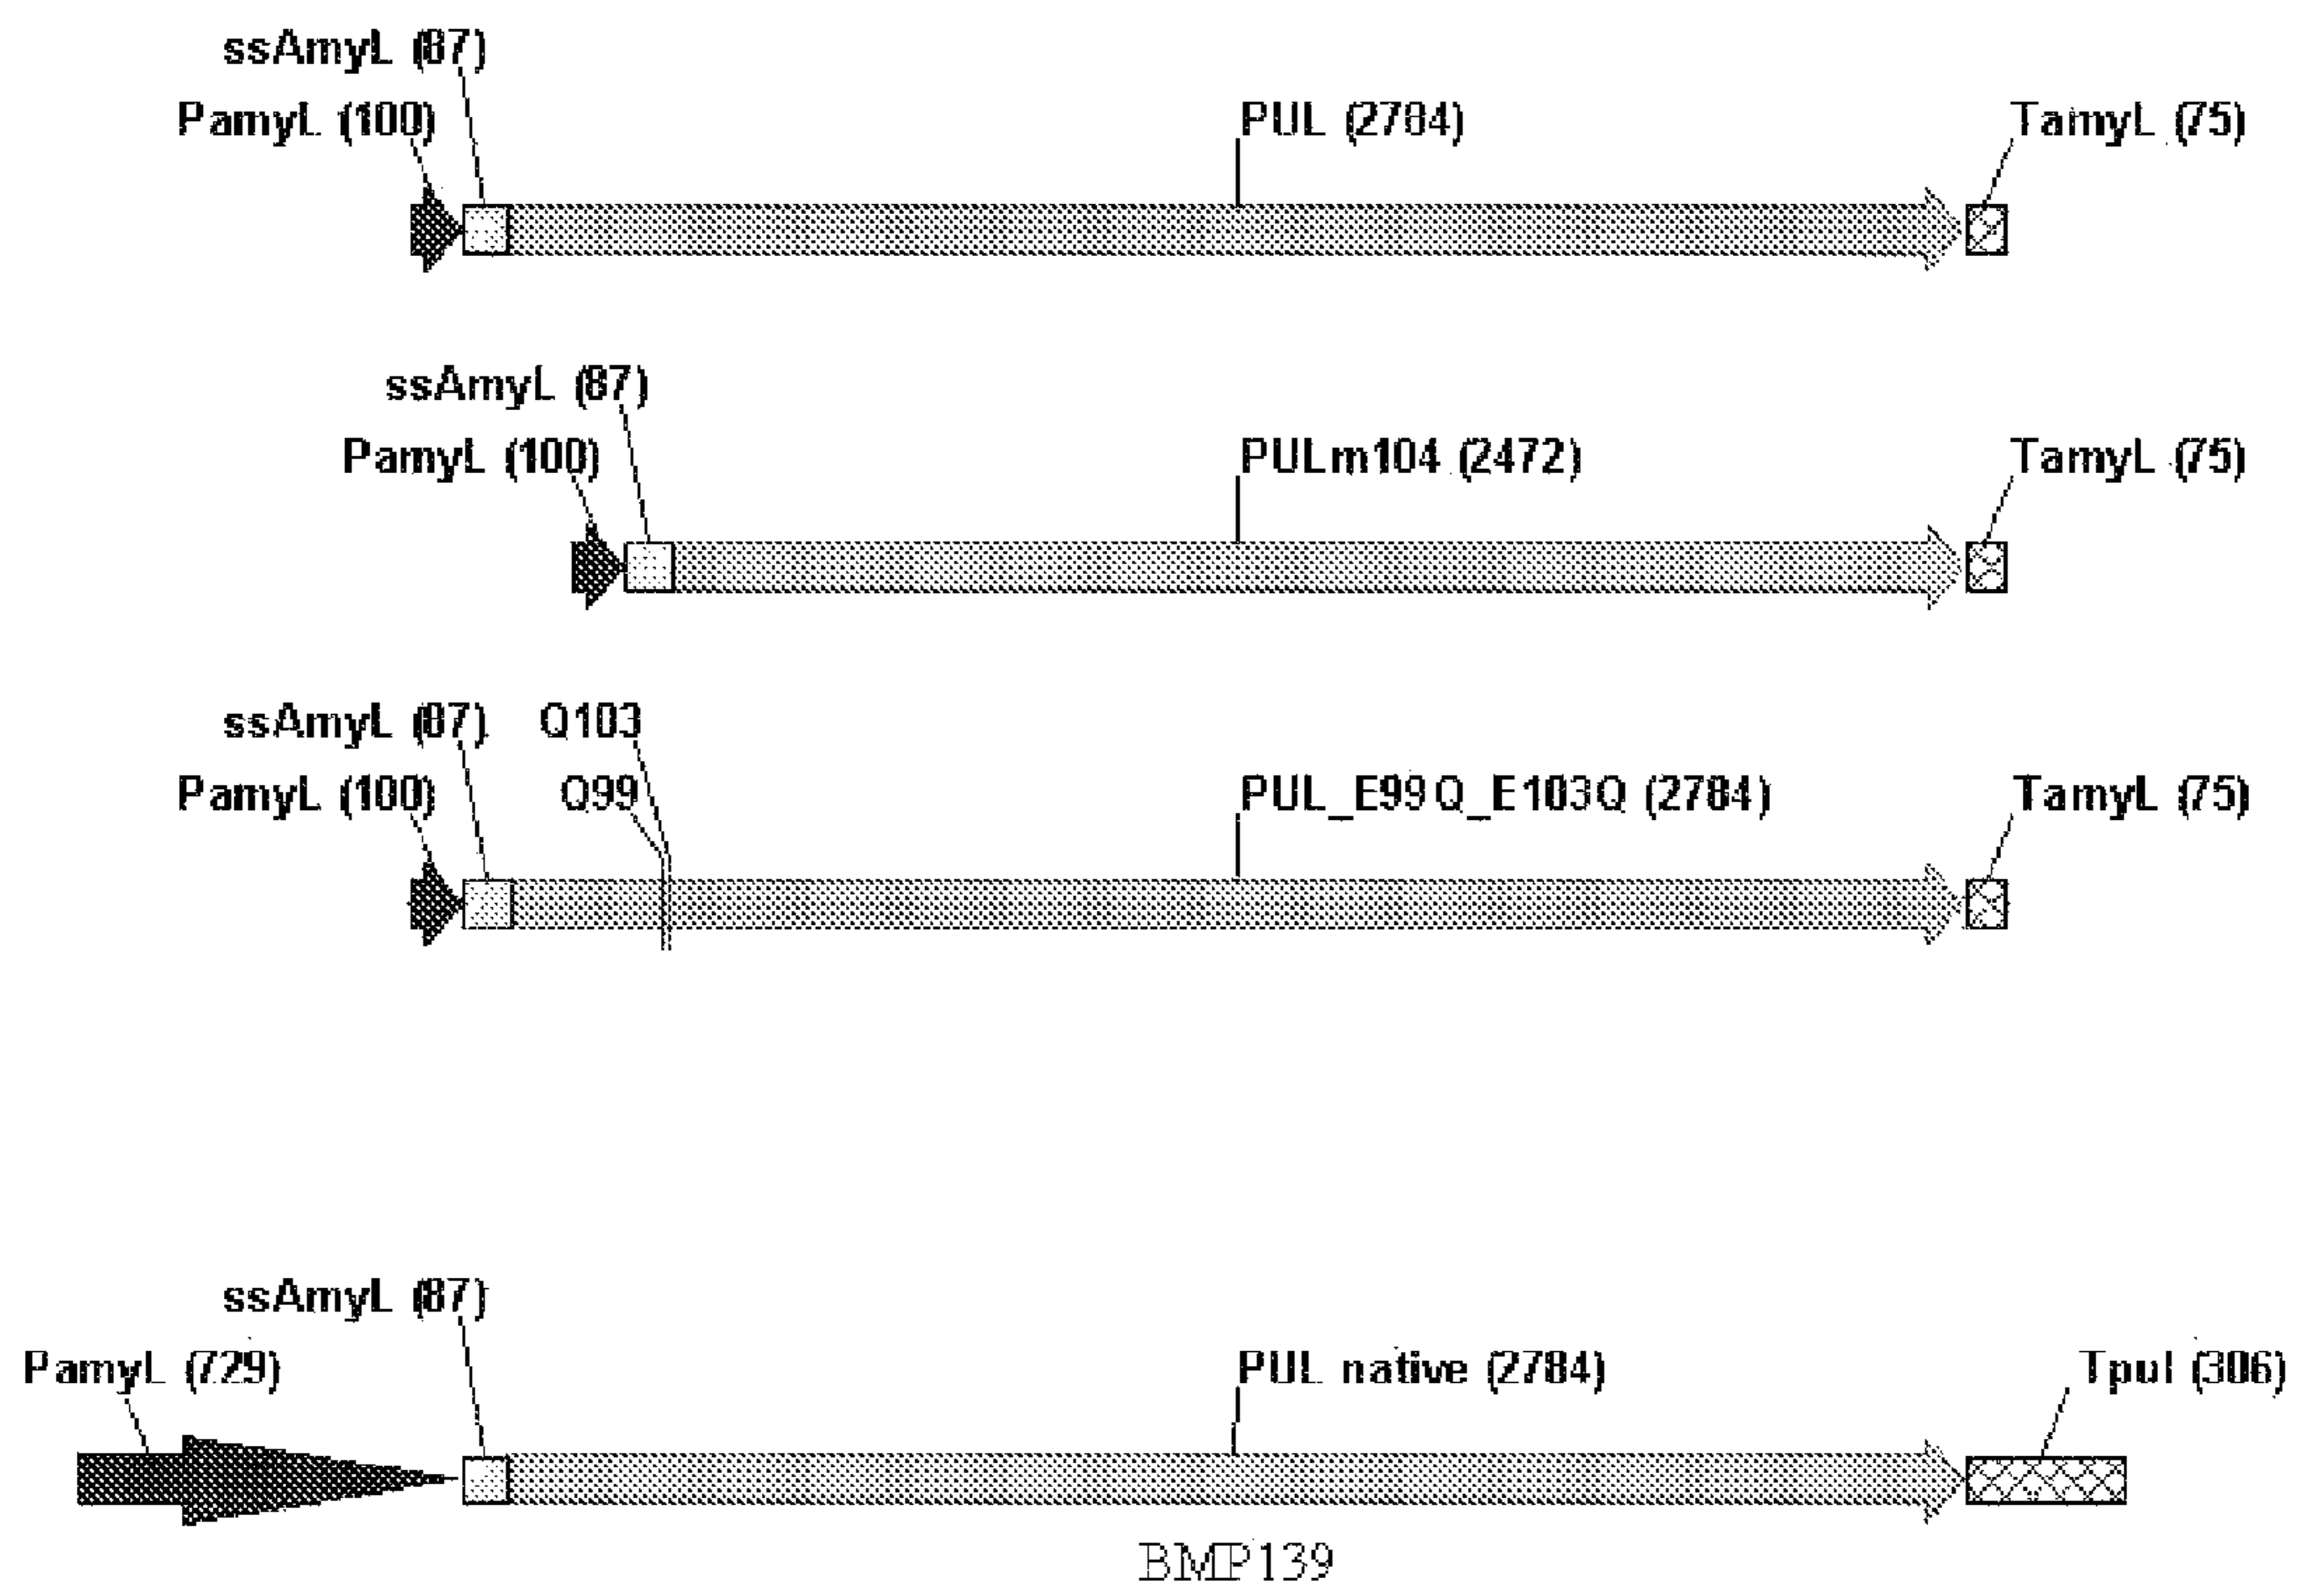 ssAmyL (87)
PamyL (100) PUL (2784) TamyL (75)
ssAmyL (87)
PamyL (100) PULm104 (2472) TamyL (75)
ssAmyL (87) Q103
PamyL (100) Q99 PUL_E99Q_E103Q (2784) TamyL (75)
ssAmyL (87)
PamyL (729) PUL native (2784) Tpul (306)
BMP139